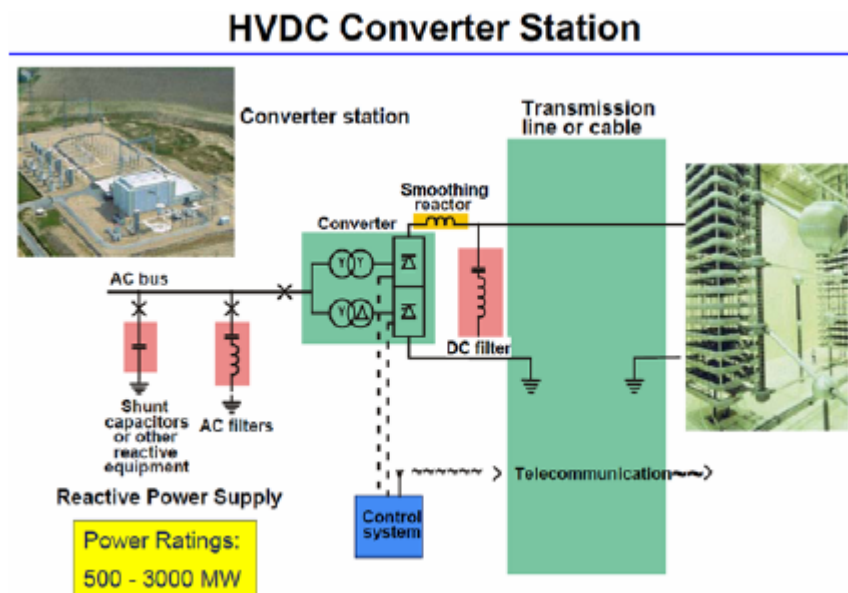 HVDC Converter Station
Converter station
Transmission
line or cable
Smoothing
reactor
Converter
AC bus
DC filter
Shunt
capacitors
or other
reactive
equipment
AC filters
Telecommunication
Reactive Power Supply
Control
system
Power Ratings:
500 - 3000 MW